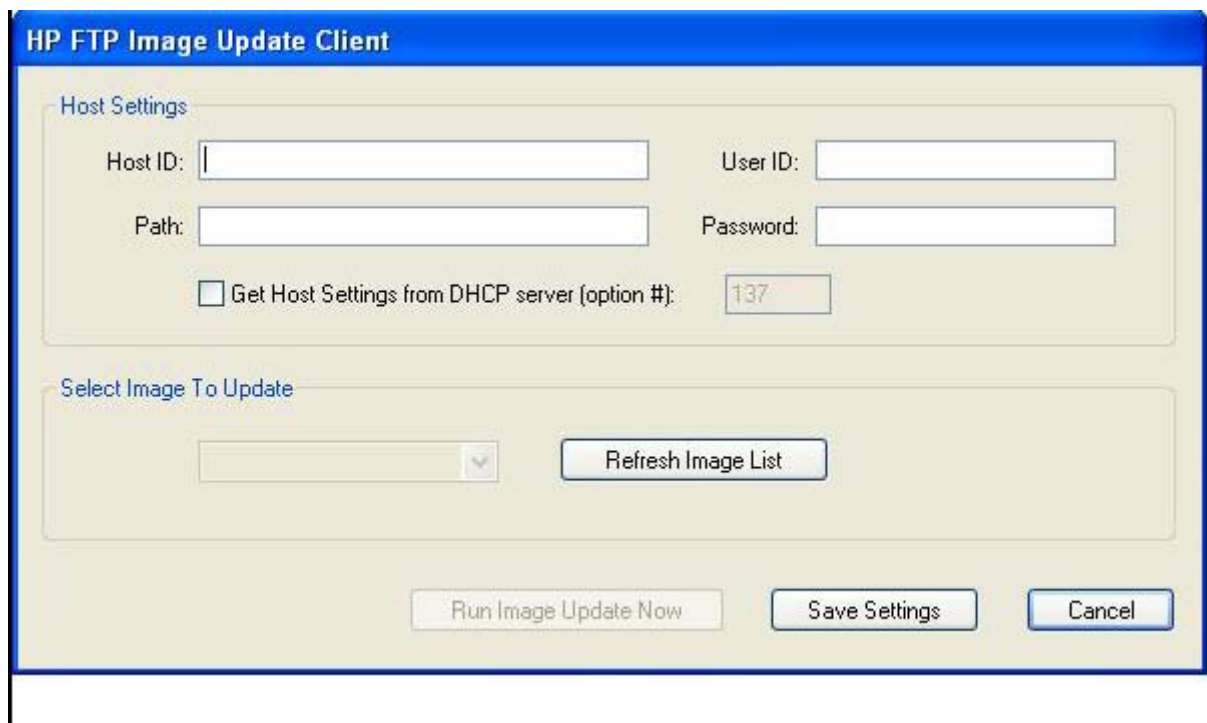 HP FTP Image Update Client
Host Settings
Host ID:
User ID:
Path:
Password:
Get Host Settings from DHCP server (option #):
137
Select Image To Update
Refresh Image List
Run Image Update Now
Save Settings
Cancel